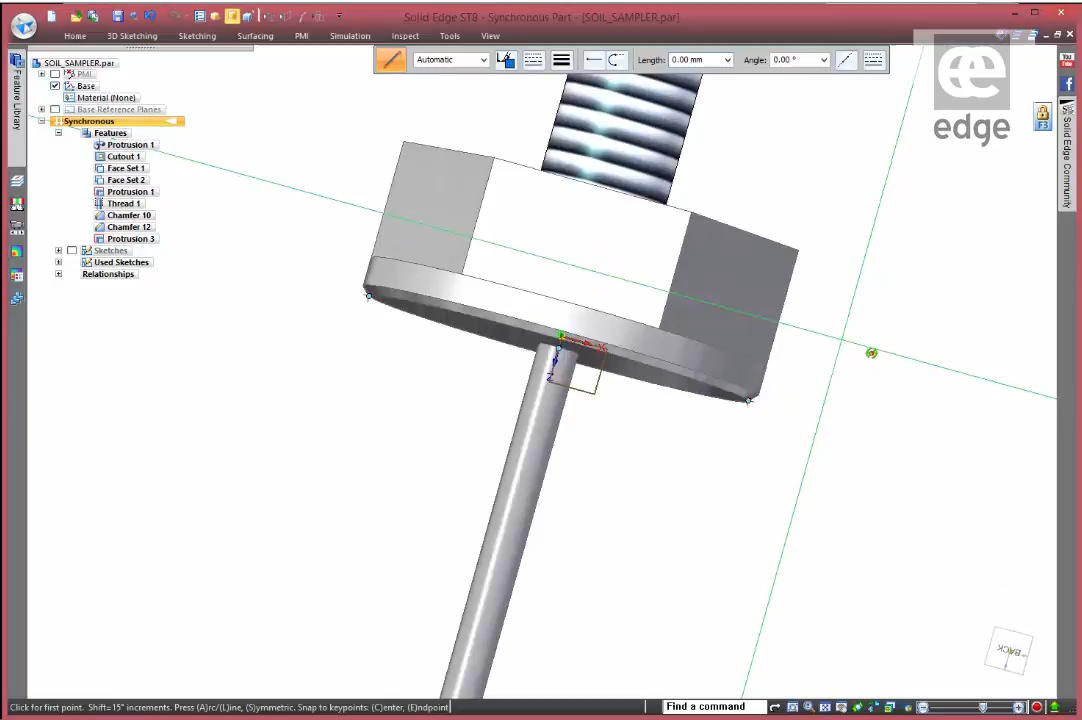 Solid Edge ST8 - Synchronous Part - [SOIL_SAMPLER.par]
Home 3D Sketching Sketching Surfacing PMI Simulation Inspect Tools View
Automatic Length: 0.00 mm Angle: 0.00 °
SOIL_SAMPLER.par
PMI
Base
Material (None)
Base Reference Planes
Synchronous
Features
Protrusion 1
Cutout 1
Face Set 1
Face Set 2
Protrusion 1
Thread 1
Chamfer 10
Chamfer 12
Protrusion 3
Sketches
Used Sketches
Relationships
Feature Library
edge
You Tube
F3
Solid Edge Community
X
Z
BACK
Click for first point. Shift=15° increments. Press (A)rc/(L)ine, (S)ymmetric. Snap to keypoints: (C)enter, (E)ndpoint
Find a command